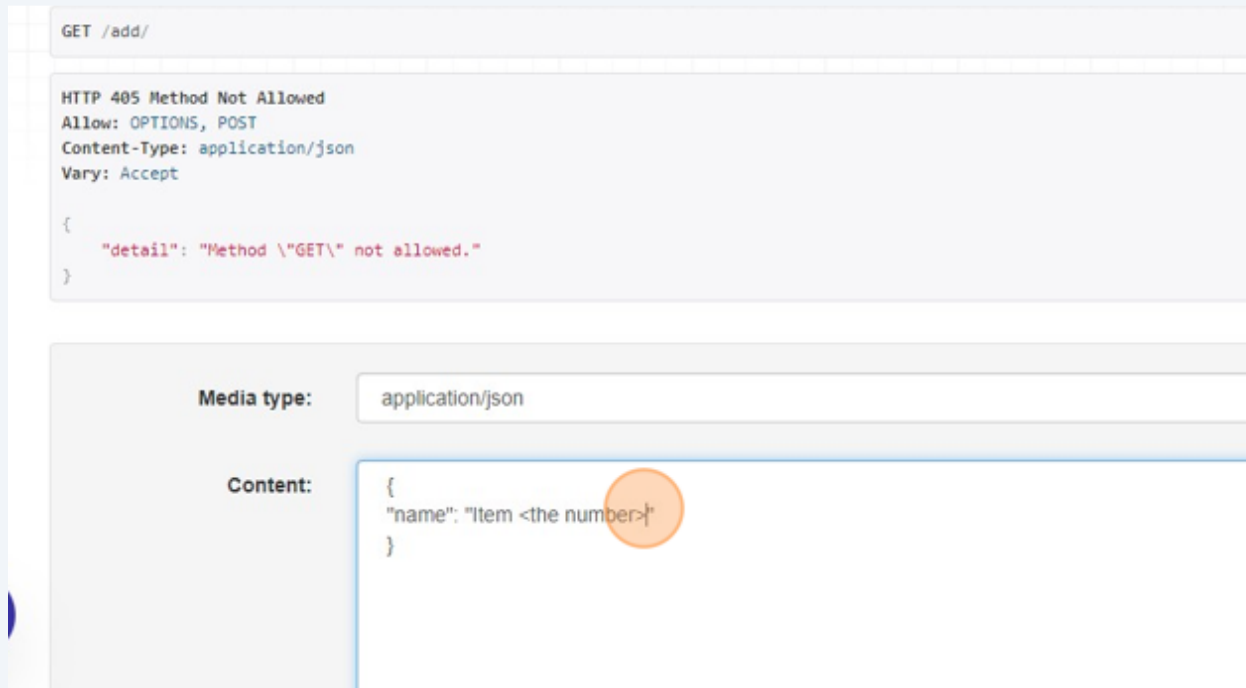 GET /add/
HTTP 405 Method Not Allowed
Allow: OPTIONS, POST
Content-Type: application/json
Vary: Accept
{
"detail": "Method \"GET\" not allowed."
}
Media type: application/json
Content: {
"name": "Item <the number>"
}